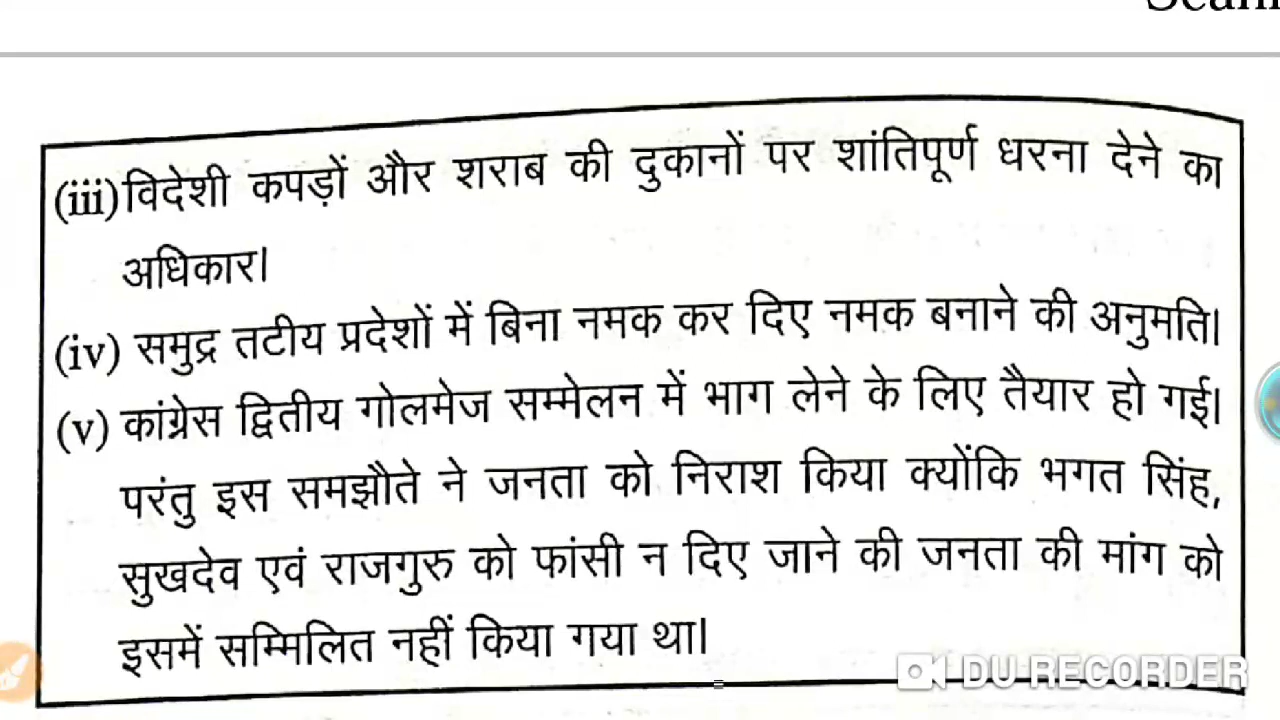 (iii) विदेशी कपड़ों और शराब की दुकानों पर शांतिपूर्ण धरना देने का
अधिकार।
(iv) समुद्र तटीय प्रदेशों में बिना नमक कर दिए नमक बनाने की अनुमति।
(v) कांग्रेस द्वितीय गोलमेज सम्मेलन में भाग लेने के लिए तैयार हो गई।
परंतु इस समझौते ने जनता को निराश किया क्योंकि भगत सिंह,
सुखदेव एवं राजगुरु को फांसी न दिए जाने की जनता की मांग को
इसमें सम्मिलित नहीं किया गया था।
DU RECORDER